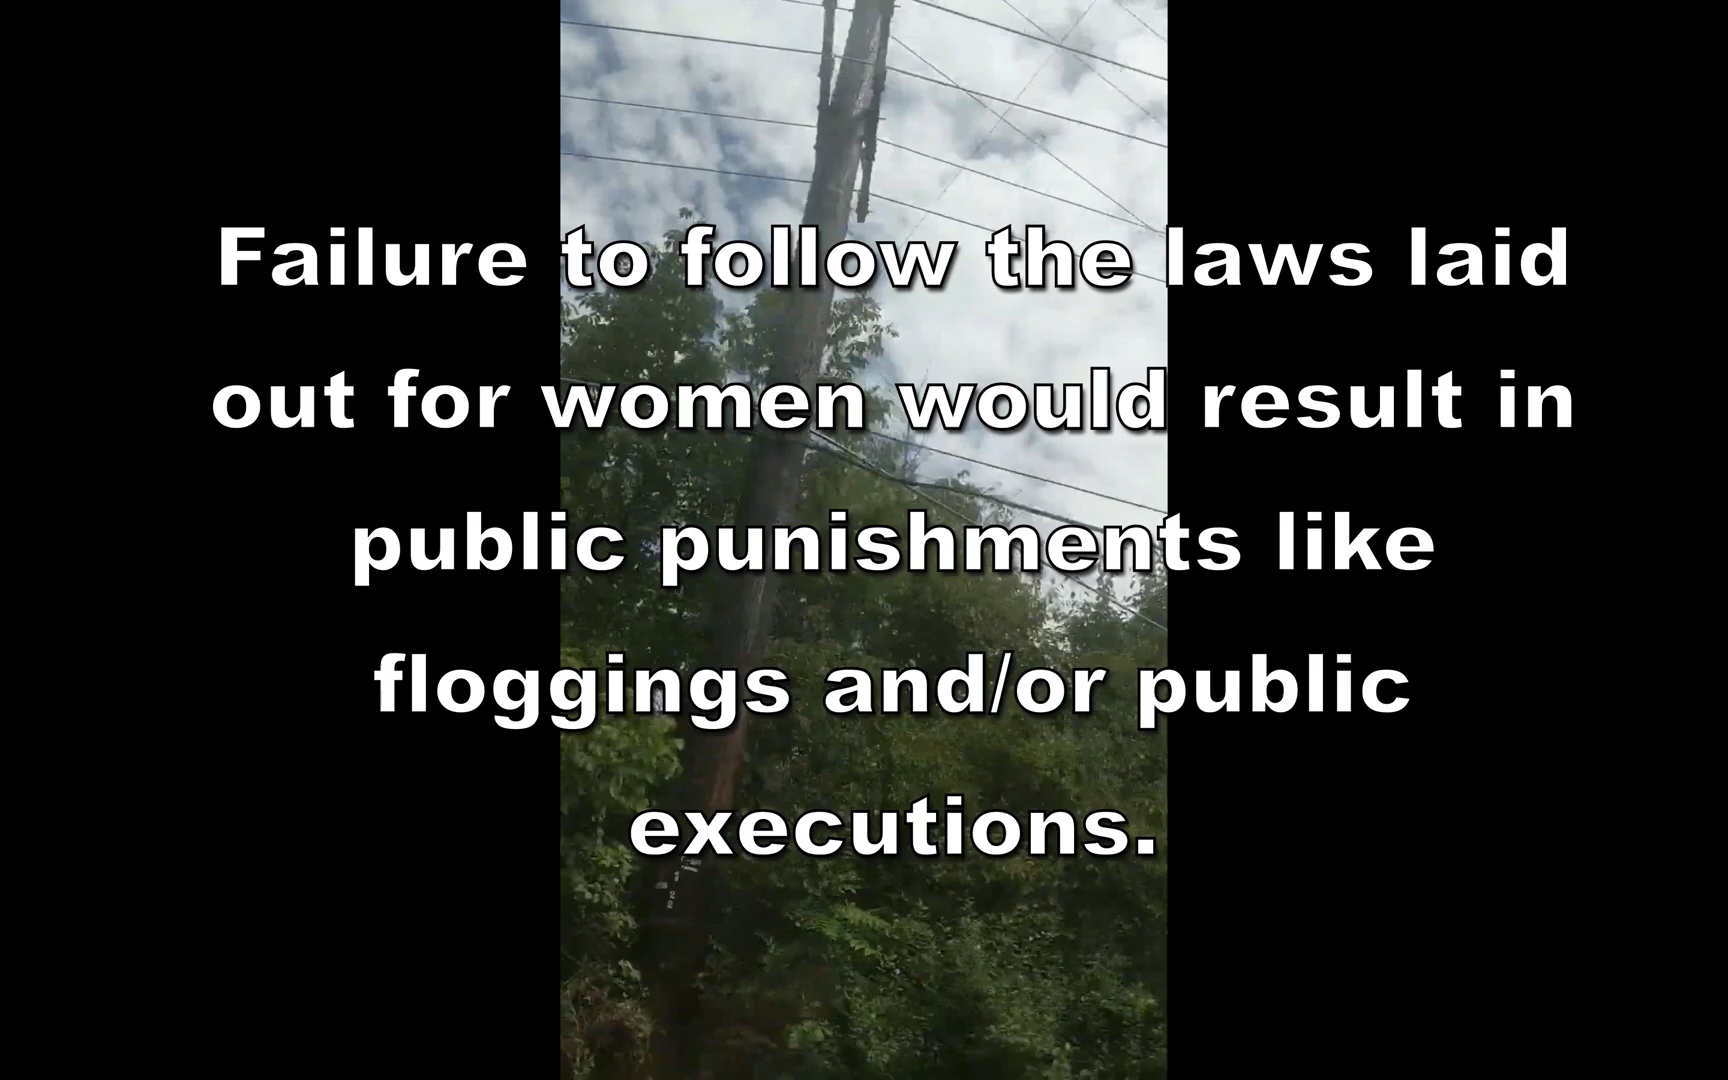 Failure to follow the laws laid
out for women would result in
public punishments like
floggings and/or public
executions.